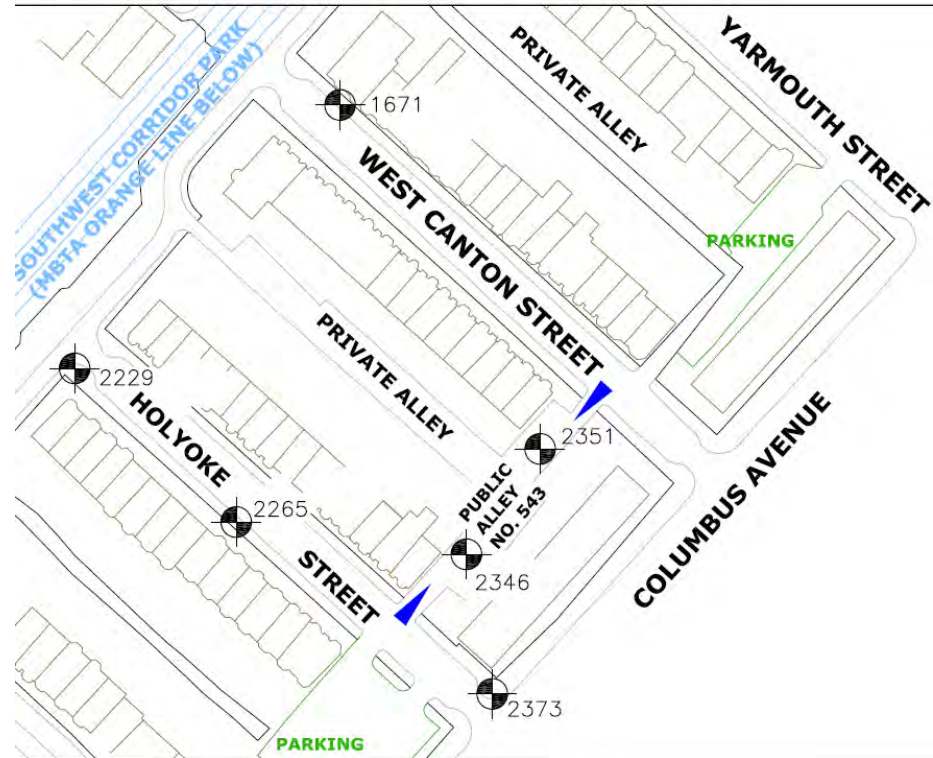 YARMOUTH STREET
PRIVATE ALLEY
SOUTHWEST CORRIDOR PARK
(MBTA ORANGE LINE BELOW)
1671
WEST CANTON STREET
PARKING
PRIVATE ALLEY
2229
HOLYOKE
STREET
2351
PUBLIC
ALLEY
NO. 543
2265
2346
COLUMBUS AVENUE
2373
PARKING